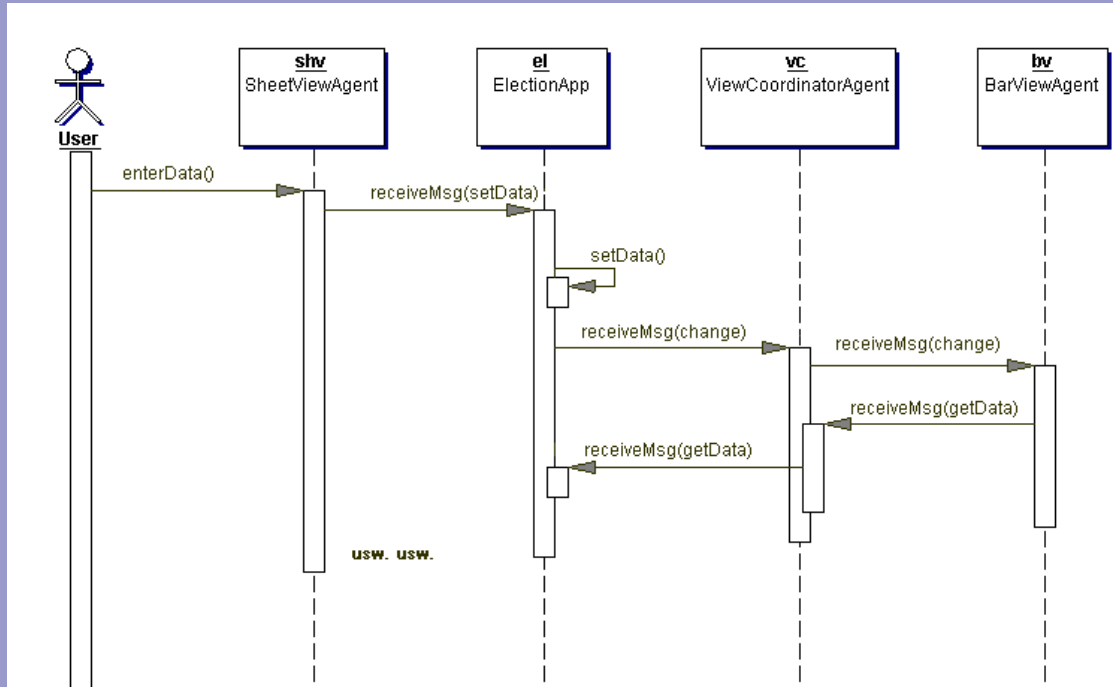 User
shv
SheetViewAgent
el
ElectionApp
vc
ViewCoordinatorAgent
bv
BarViewAgent
enterData()
receiveMsg(setData)
setData()
receiveMsg(change)
receiveMsg(change)
receiveMsg(getData)
receiveMsg(getData)
usw. usw.